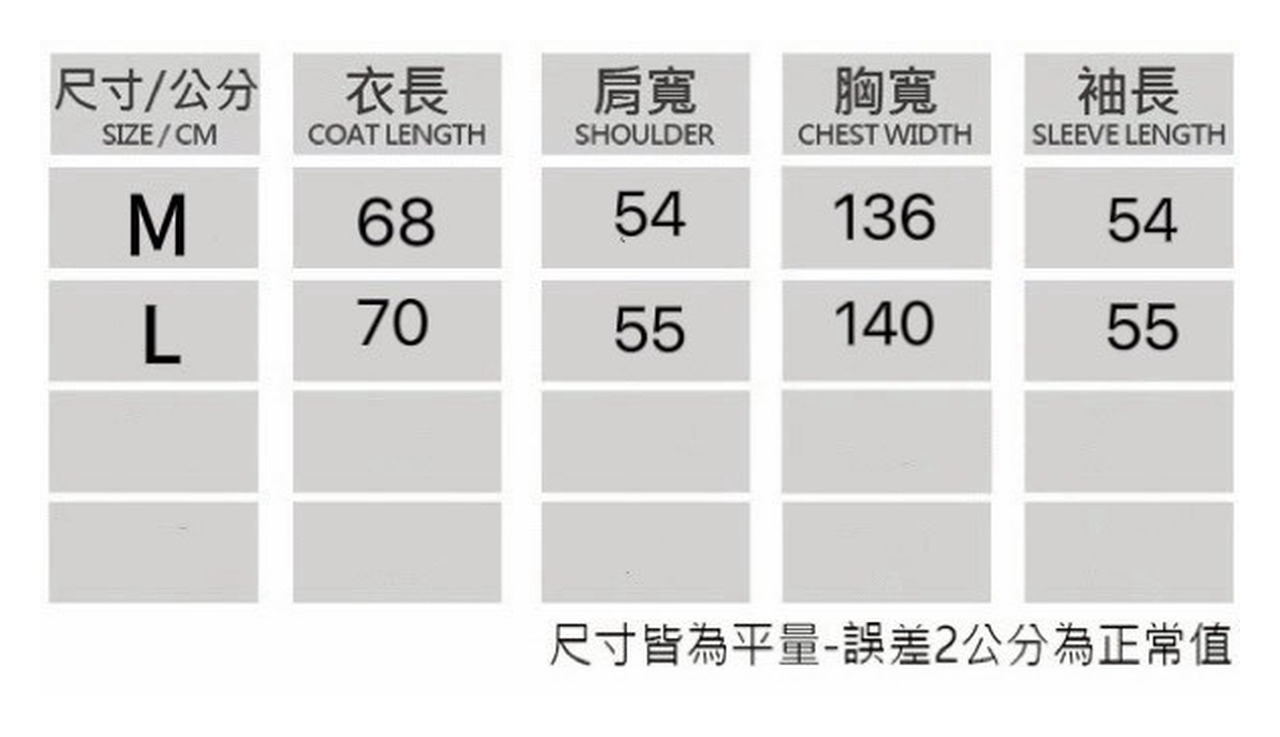 尺寸/公分 衣長 肩寬 胸寬 袖長
SIZE / CM COAT LENGTH SHOULDER CHEST WIDTH SLEEVE LENGTH
M 68 54 136 54
L 70 55 140 55
尺寸皆為平量-誤差2公分為正常值